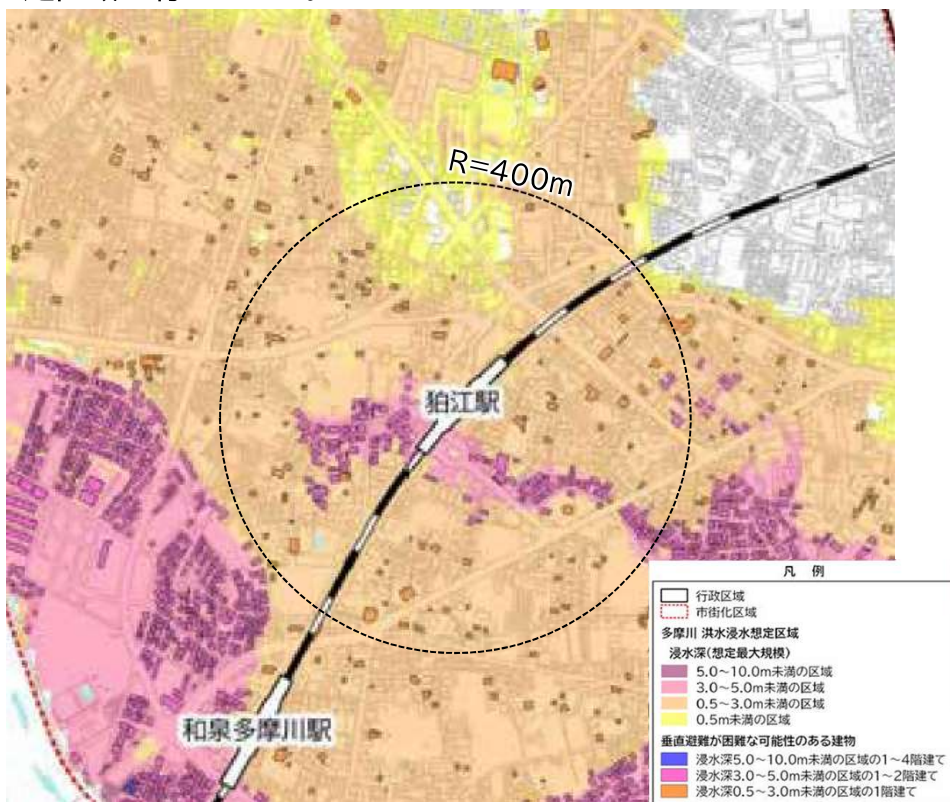 R=400m
狛江駅
和泉多摩川駅
凡 例
行政区域
市街化区域
多摩川 洪水浸水想定区域
浸水深(想定最大規模)
5.0～10.0m未満の区域
3.0～5.0m未満の区域
0.5～3.0m未満の区域
0.5m未満の区域
垂直避難が困難な可能性のある建物
浸水深5.0～10.0m未満の区域の1～4階建て
浸水深3.0～5.0m未満の区域の1～2階建て
浸水深0.5～3.0m未満の区域の1階建て